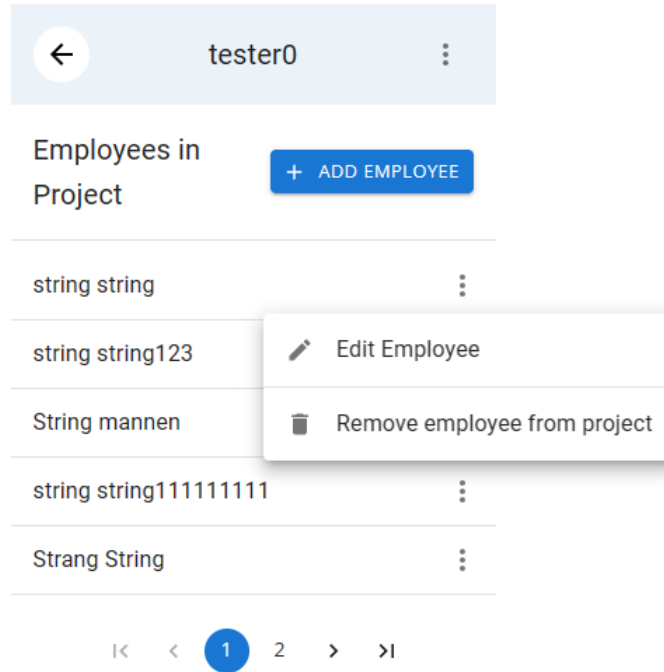 tester0
Employees in
Project
+ ADD EMPLOYEE
string string
string string123
Edit Employee
String mannen
Remove employee from project
string string111111111
Strang String
1 2